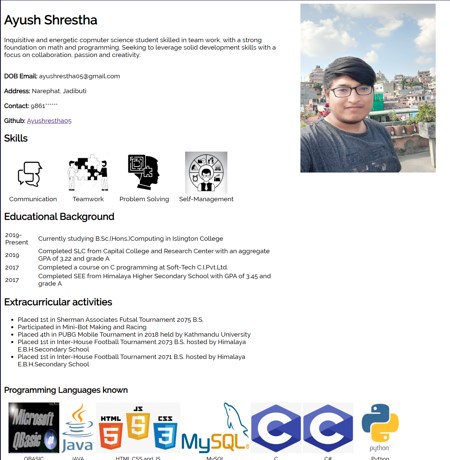 Ayush Shrestha
Inquisitive and energetic copmuter science student skilled in team work, with a strong
foundation on math and programming. Seeking to leverage solid development skills with a
focus on collaboration, passion and creativity.
DOB Email: ayushrestha05@gmail.com
Address: Narephat, Jadibuti
Contact: 9861******
Github: Ayushrestha05
Skills
Communication Teamwork Problem Solving Self-Management
Educational Background
2019-
Present Currently studying B.Sc.(Hons.)Computing in Islington College
2019 Completed SLC from Capital College and Research Center with an aggregate
GPA of 3.22 and grade A
2017 Completed a course on C programming at Soft-Tech C.I.Pvt.Ltd.
2017 Completed SEE from Himalaya Higher Secondary School with GPA of 3.45 and
grade A
Extracurricular activities
Placed 1st in Sherman Associates Futsal Tournament 2075 B.S.
Participated in Mini-Bot Making and Racing
Placed 4th in PUBG Mobile Tournament in 2018 held by Kathmandu University
Placed 1st in Inter-House Football Tournament 2073 B.S. hosted by Himalaya
E.B.H.Secondary School
Placed 1st in Inter-House Football Tournament 2071 B.S. hosted by Himalaya
E.B.H.Secondary School
Programming Languages known
Microsoft
QBasic
Java
HTML
5
JS
5
CSS
3
MySQL
C
C
python
QBASIC JAVA HTML,CSS and JS MySQL C C# Python